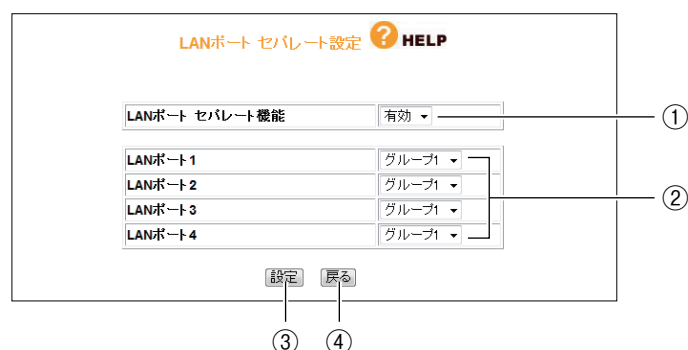 LANポート セパレート設定 ? HELP
LANポート セパレート機能 有効 ①
LANポート1 グループ1
LANポート2 グループ1 ②
LANポート3 グループ1
LANポート4 グループ1
設定 戻る
③ ④